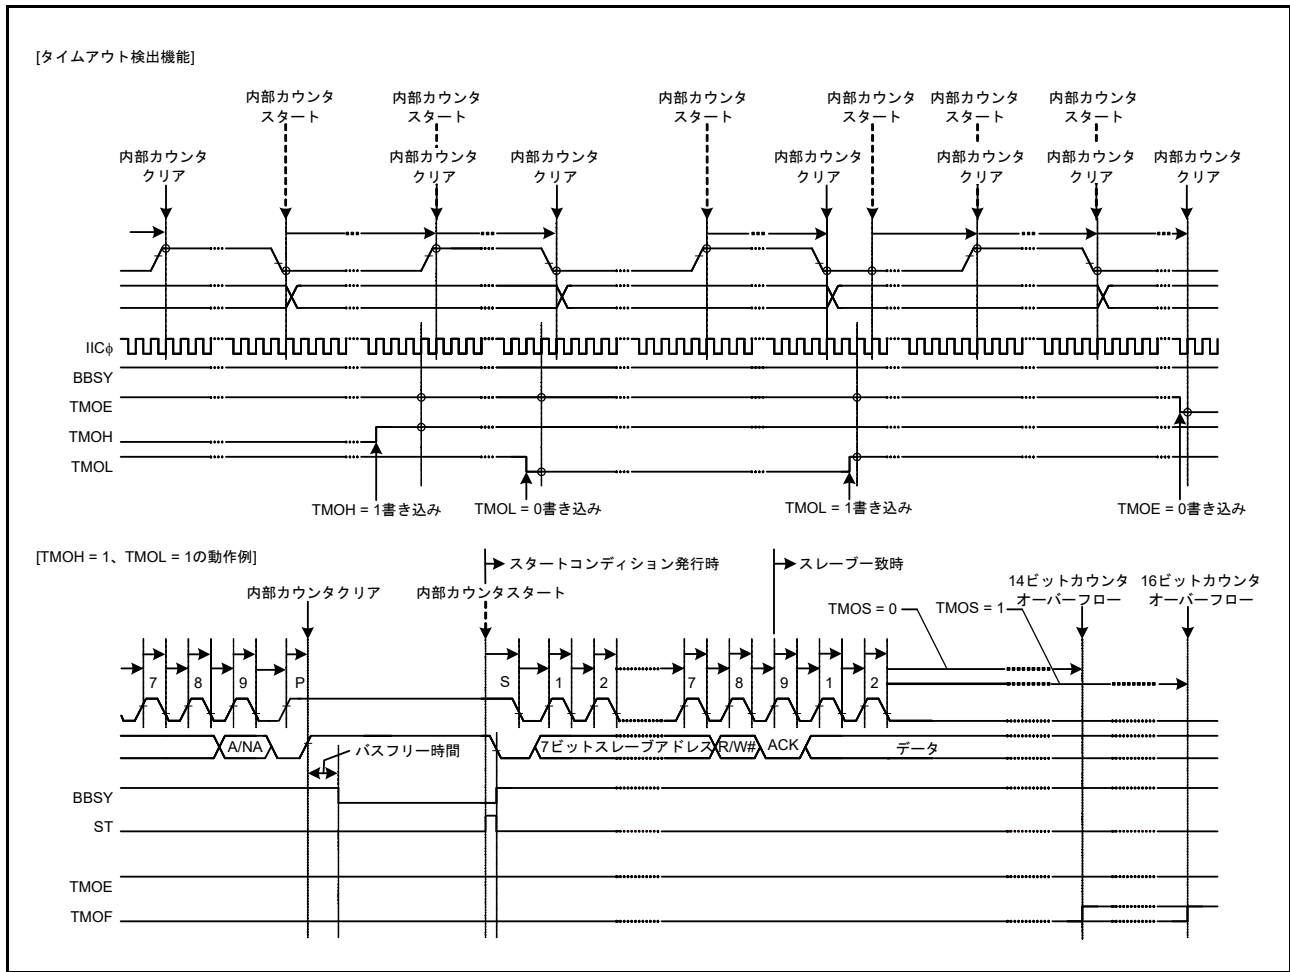 [タイムアウト検出機能]
内部カウンタ
スタート
内部カウンタ
スタート
内部カウンタ
スタート
内部カウンタ
スタート
内部カウンタ
スタート
内部カウンタ
スタート
内部カウンタ
クリア
内部カウンタ
クリア
内部カウンタ
クリア
内部カウンタ
クリア
内部カウンタ
クリア
内部カウンタ
クリア
内部カウンタ
クリア
IICφ
BBSY
TMOE
TMOH
TMOL
TMOH = 1書き込み
TMOL = 0書き込み
TMOL = 1書き込み
TMOE = 0書き込み
[TMOH = 1、TMOL = 1の動作例]
スタートコンディション発行時
スレーブ一致時
内部カウンタクリア
内部カウンタスタート
14ビットカウンタ
オーバーフロー
16ビットカウンタ
オーバーフロー
TMOS = 0
TMOS = 1
7 8 9 P S 1 2 7 8 9 1 2
A/NA
バスフリー時間
7ビットスレーブアドレス
R/W#
ACK
データ
BBSY
ST
TMOE
TMOF